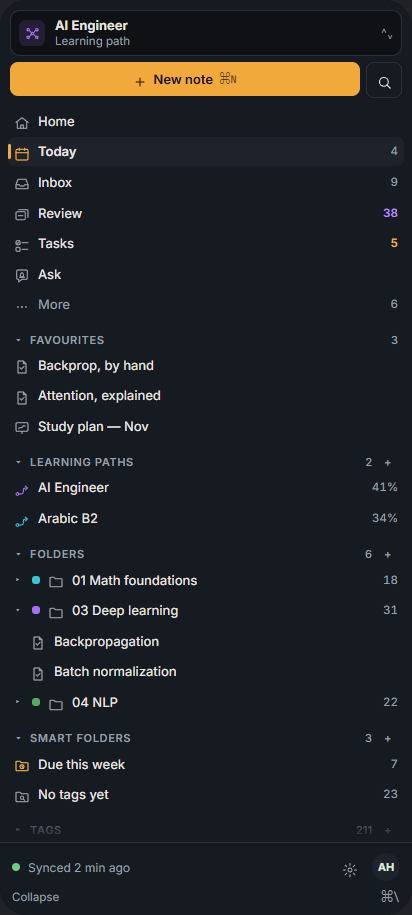 AI Engineer
Learning path
+ New note ⌘N
Home
Today 4
Inbox 9
Review 38
Tasks 5
Ask
... More 6
FAVOURITES 3
Backprop, by hand
Attention, explained
Study plan — Nov
LEARNING PATHS 2 +
AI Engineer 41%
Arabic B2 34%
FOLDERS 6 +
01 Math foundations 18
03 Deep learning 31
Backpropagation
Batch normalization
04 NLP 22
SMART FOLDERS 3 +
Due this week 7
No tags yet 23
TAGS 211 +
Synced 2 min ago AH
Collapse ⌘\